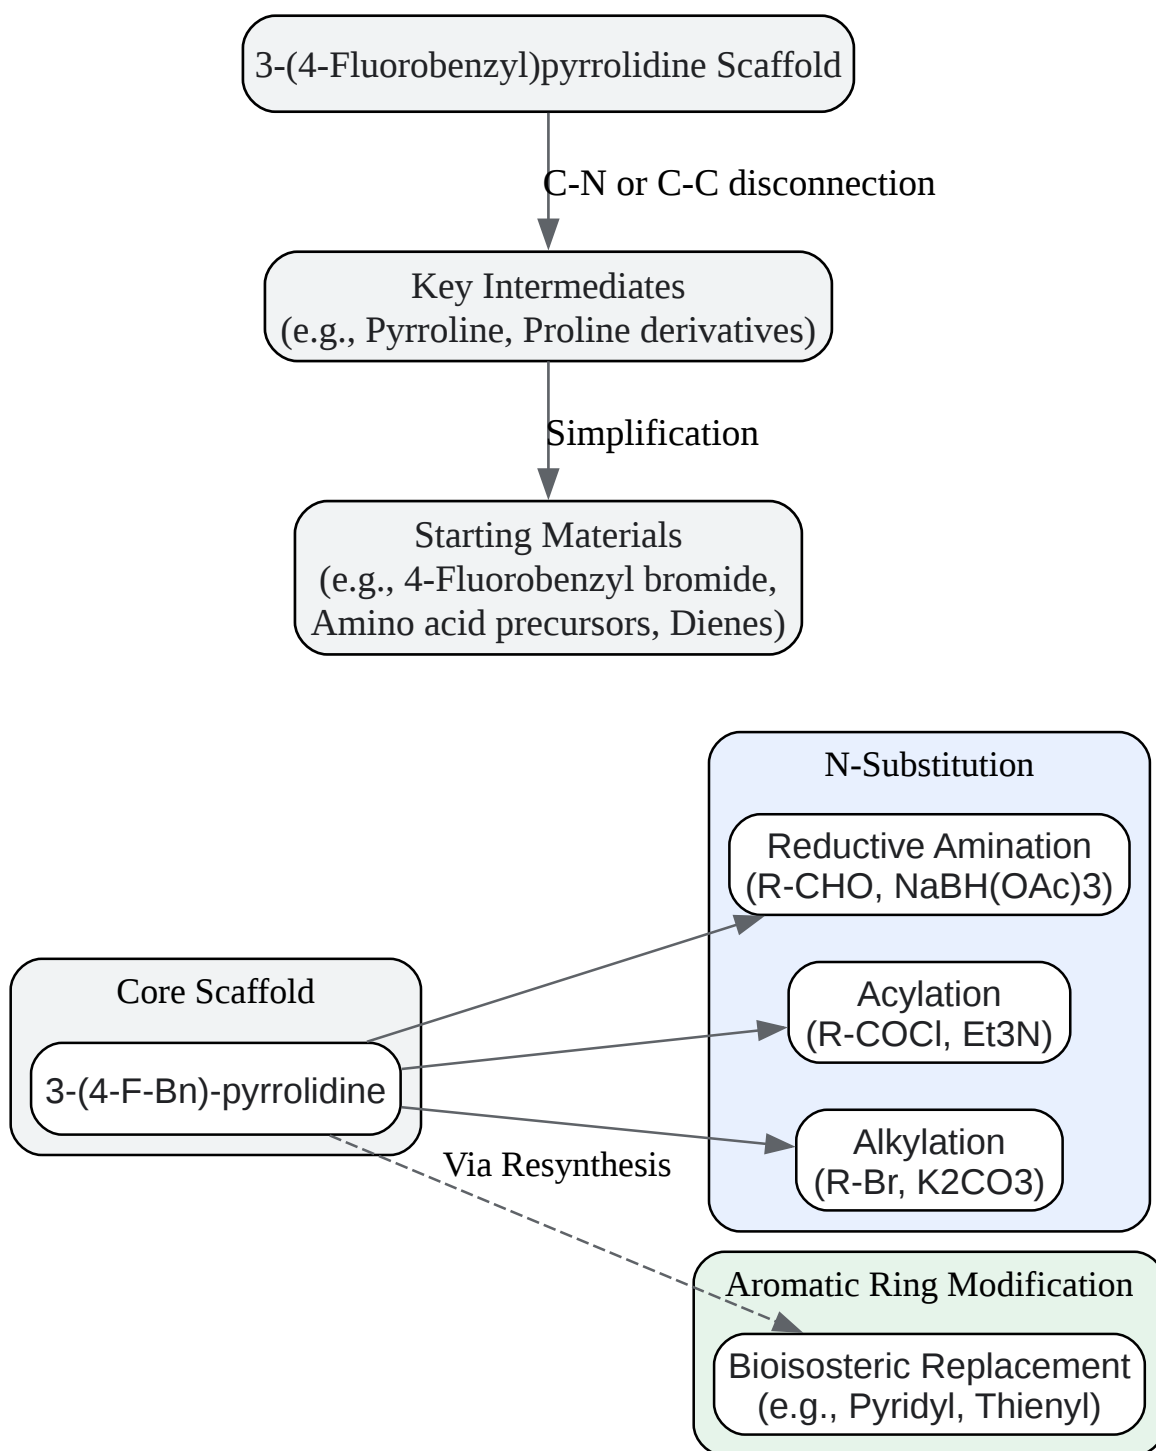 3-(4-Fluorobenzyl)pyrrolidine Scaffold
C-N or C-C disconnection
Key Intermediates
(e.g., Pyrroline, Proline derivatives)
Simplification
Starting Materials
(e.g., 4-Fluorobenzyl bromide,
Amino acid precursors, Dienes)
N-Substitution
Reductive Amination
(R-CHO, NaBH(OAc)3)
Acylation
(R-COCl, Et3N)
Core Scaffold
3-(4-F-Bn)-pyrrolidine
Alkylation
(R-Br, K2CO3)
Via Resynthesis
Aromatic Ring Modification
Bioisosteric Replacement
(e.g., Pyridyl, Thienyl)